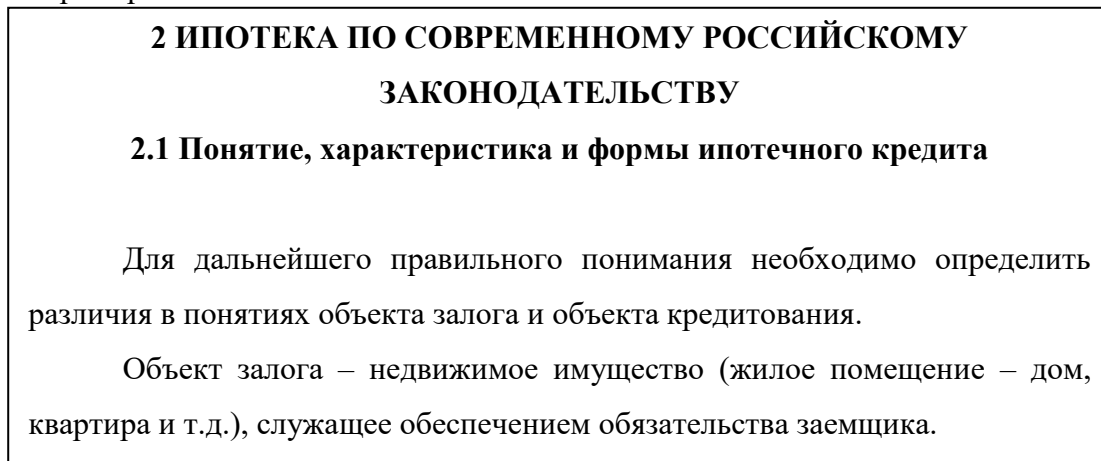 2 ИПОТЕКА ПО СОВРЕМЕННОМУ РОССИЙСКОМУ
ЗАКОНОДАТЕЛЬСТВУ
2.1 Понятие, характеристика и формы ипотечного кредита
Для дальнейшего правильного понимания необходимо определить
различия в понятиях объекта залога и объекта кредитования.
Объект залога – недвижимое имущество (жилое помещение – дом,
квартира и т.д.), служащее обеспечением обязательства заемщика.